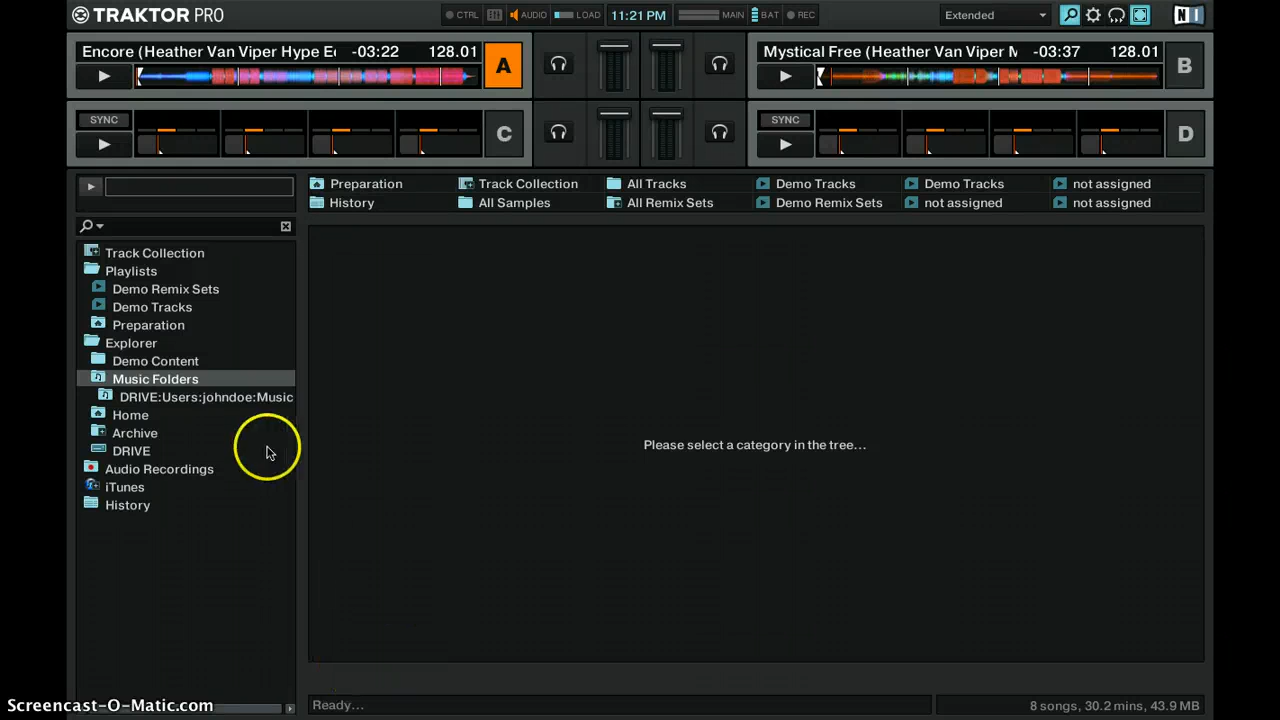 TRAKTOR PRO
CTRL AUDIO LOAD 11:21 PM MAIN BAT REC Extended
Encore (Heather Van Viper Hype E -03:22 128.01 A
Mystical Free (Heather Van Viper M -03:37 128.01 B
SYNC C
SYNC D
Preparation Track Collection All Tracks Demo Tracks Demo Tracks not assigned
History All Samples All Remix Sets Demo Remix Sets not assigned not assigned
Track Collection
Playlists
Demo Remix Sets
Demo Tracks
Preparation
Explorer
Demo Content
Music Folders
DRIVE:Users:johndoe:Music
Home
Archive
DRIVE
Audio Recordings
iTunes
History
Please select a category in the tree...
Ready...
8 songs, 30.2 mins, 43.9 MB
Screencast-O-Matic.com